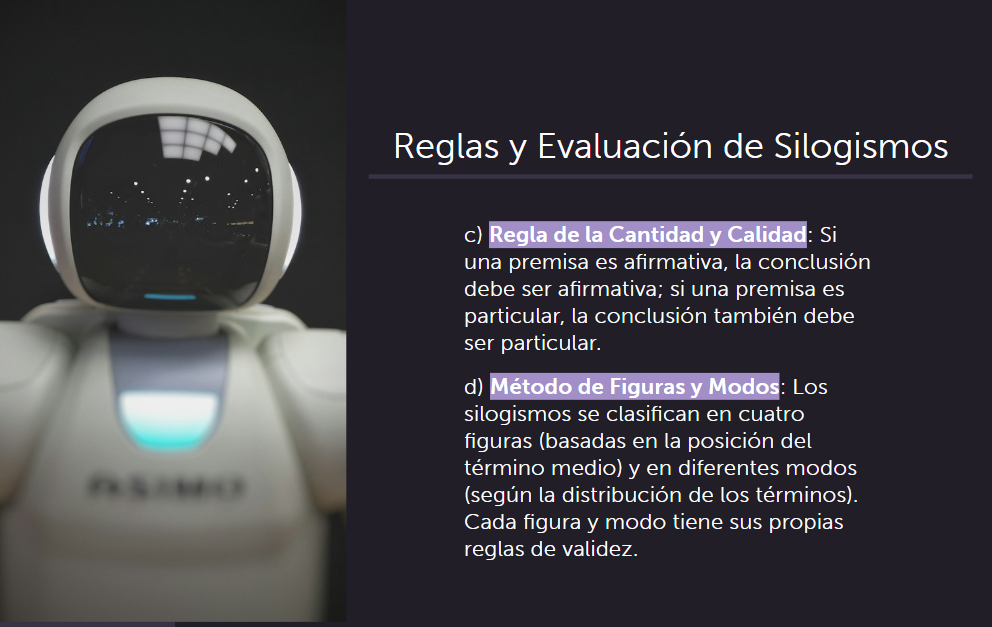 Reglas y Evaluación de Silogismos
c) Regla de la Cantidad y Calidad: Si
una premisa es afirmativa, la conclusión
debe ser afirmativa; si una premisa es
particular, la conclusión también debe
ser particular.
d) Método de Figuras y Modos: Los
silogismos se clasifican en cuatro
figuras (basadas en la posición del
término medio) y en diferentes modos
(según la distribución de los términos).
Cada figura y modo tiene sus propias
reglas de validez.
ASIMO